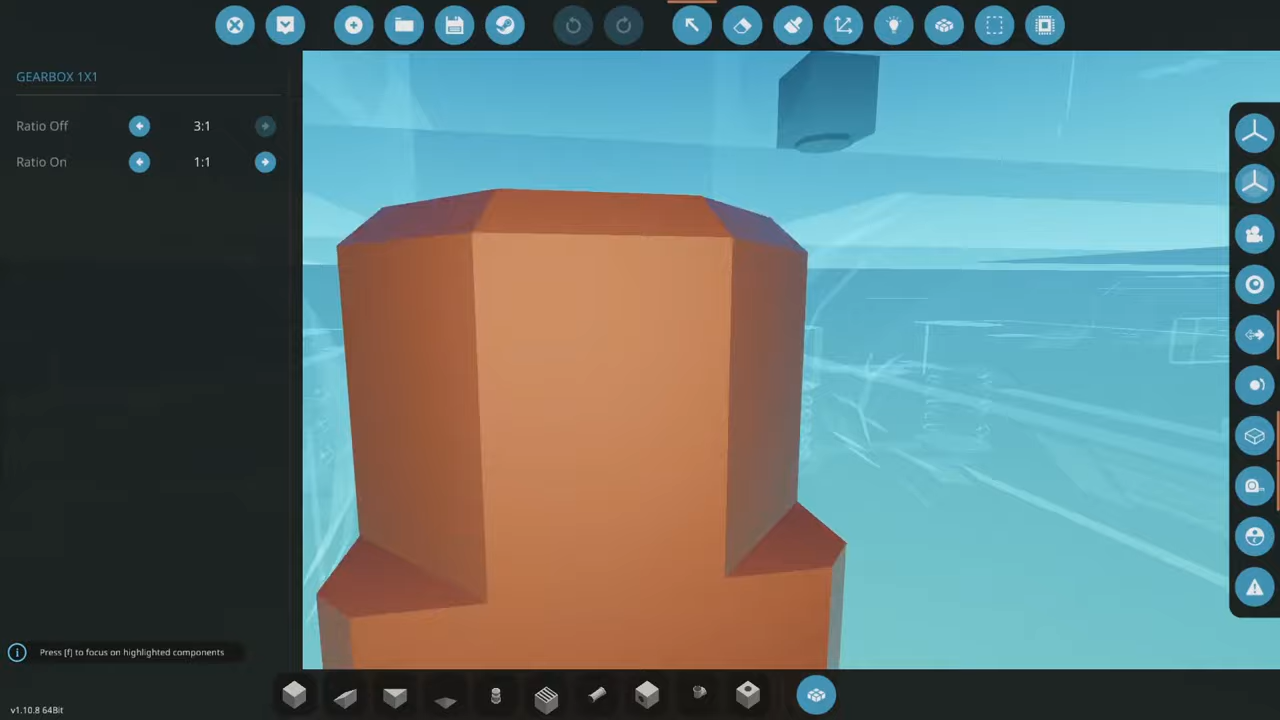 GEARBOX 1X1
Ratio Off 3:1
Ratio On 1:1
Press [f] to focus on highlighted components
v1.10.8 64Bit